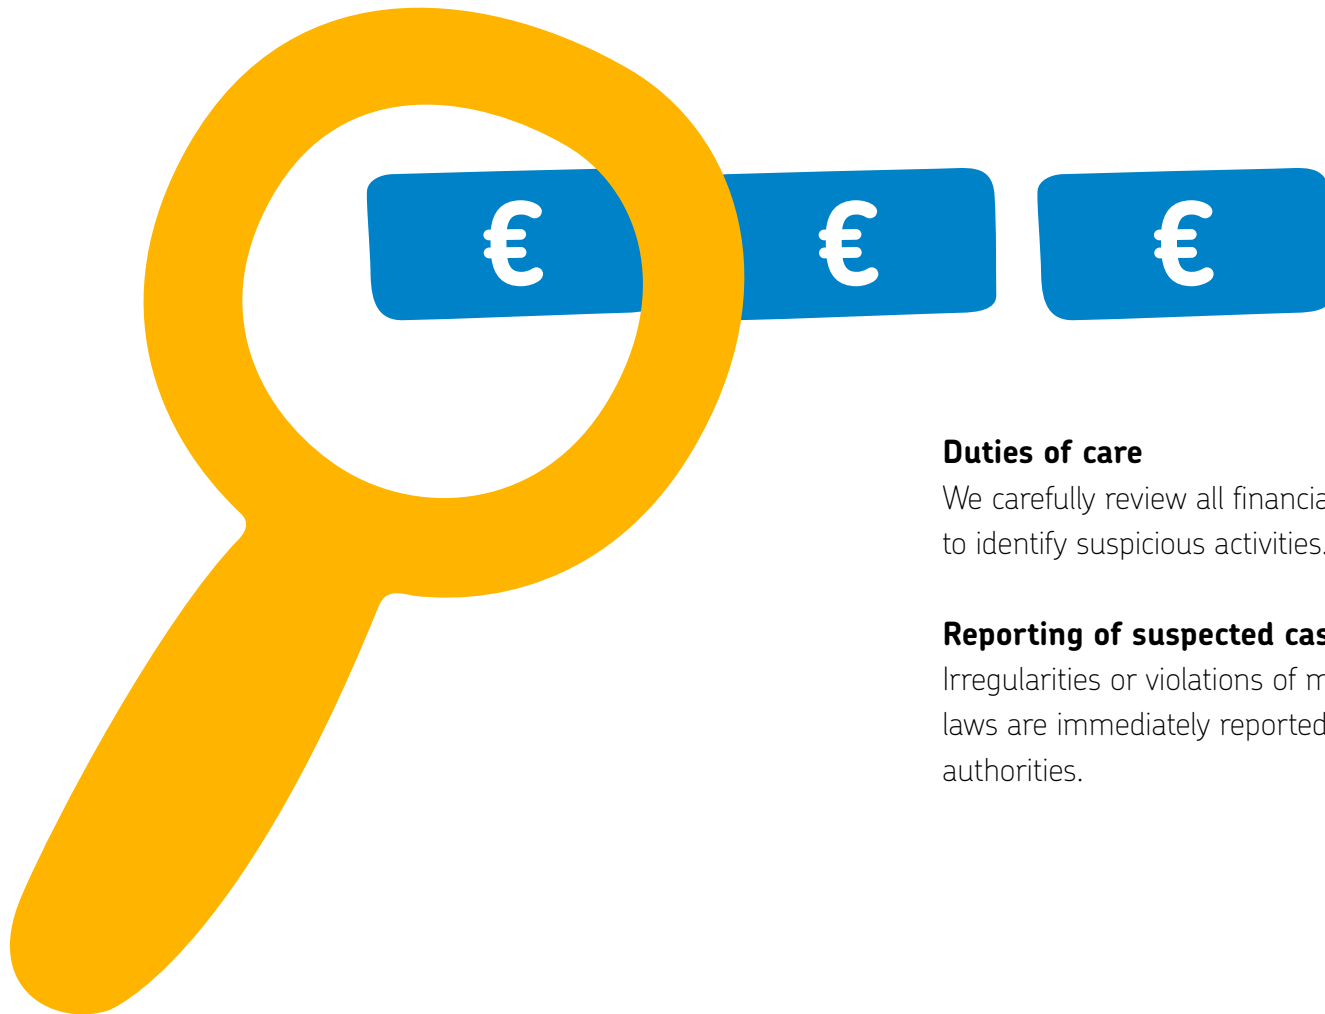 € € €
Duties of care
We carefully review all financia
to identify suspicious activities.
Reporting of suspected cas
Irregularities or violations of m
laws are immediately reported
authorities.